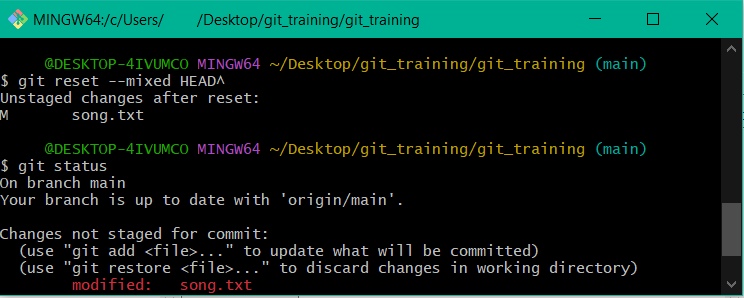 MINGW64:/c/Users/ /Desktop/git_training/git_training
@DESKTOP-4IVUMCO MINGW64 ~/Desktop/git_training/git_training (main)
$ git reset --mixed HEAD^
Unstaged changes after reset:
M song.txt
@DESKTOP-4IVUMCO MINGW64 ~/Desktop/git_training/git_training (main)
$ git status
On branch main
Your branch is up to date with 'origin/main'.
Changes not staged for commit:
(use "git add <file>..." to update what will be committed)
(use "git restore <file>..." to discard changes in working directory)
modified: song.txt